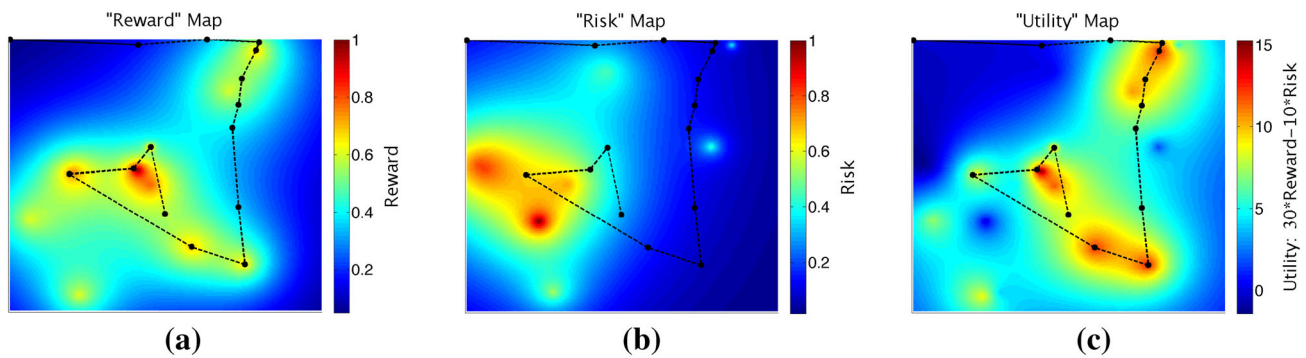 "Reward" Map
1
0.8
0.6
0.4
0.2
Reward
(a)
"Risk" Map
1
0.8
0.6
0.4
0.2
Risk
(b)
"Utility" Map
15
10
5
0
Utility: 30*Reward–10*Risk
(c)